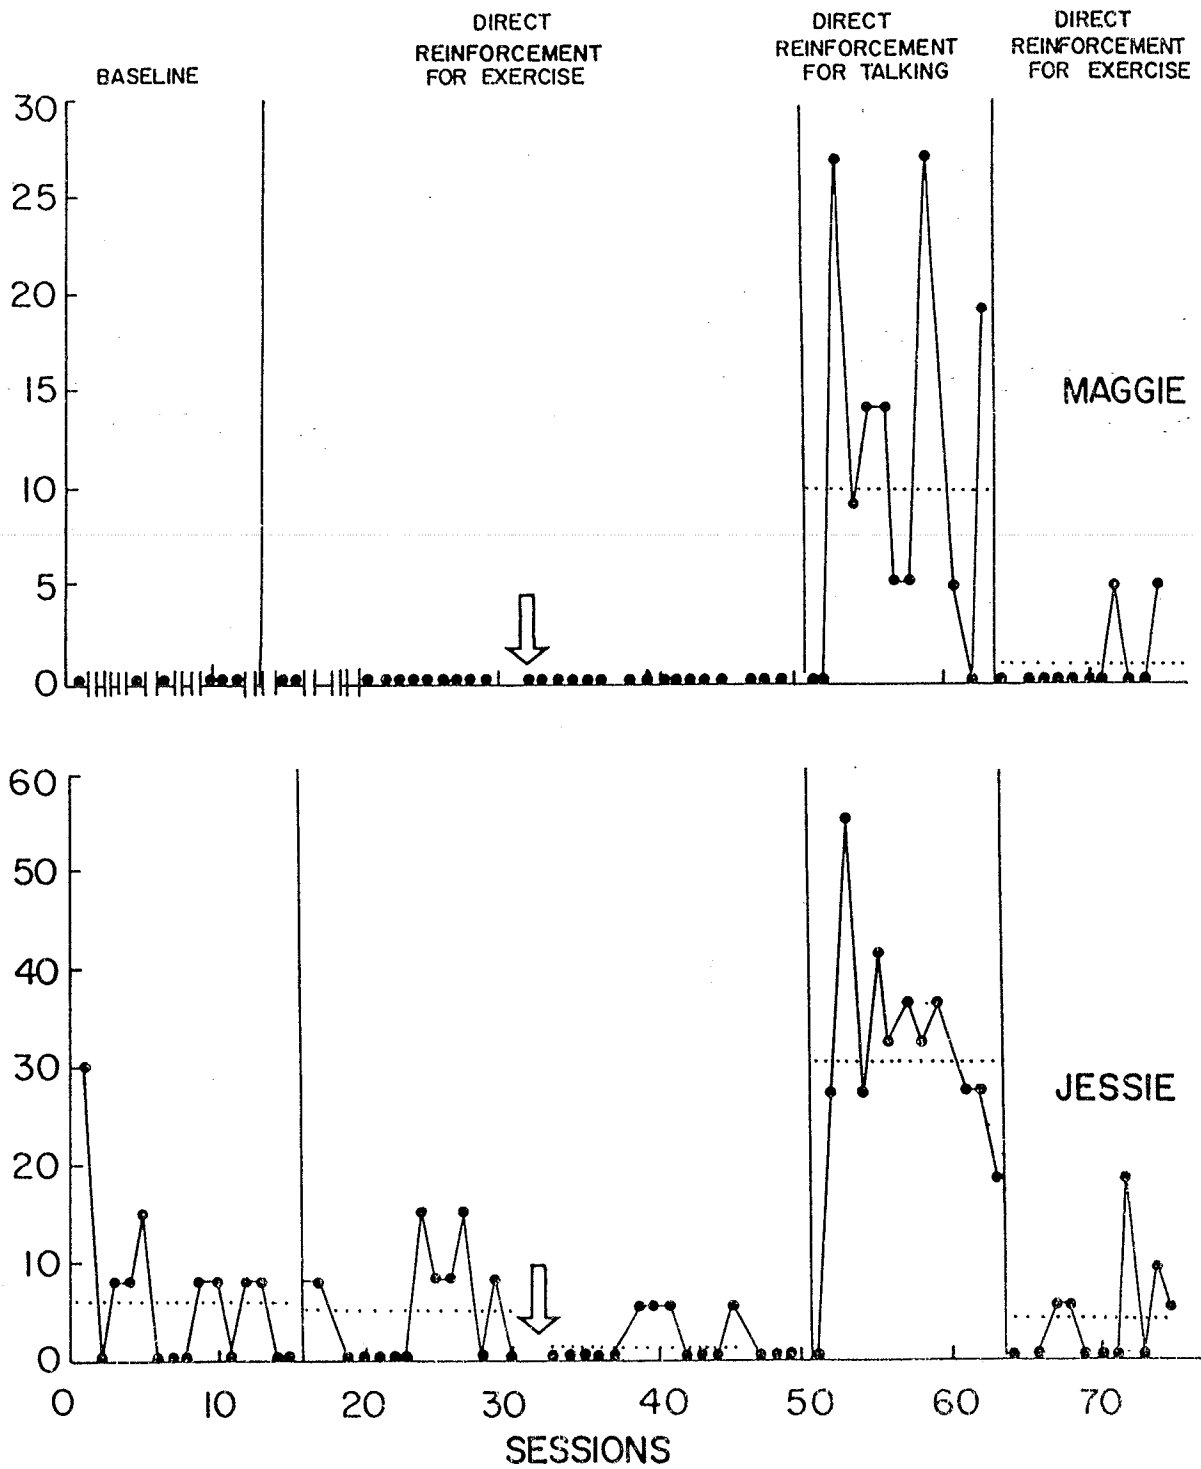 DIRECT
REINFORCEMENT
FOR EXERCISE
DIRECT
REINFORCEMENT
FOR TALKING
DIRECT
REINFORCEMENT
FOR EXERCISE
BASELINE
30
25
20
15
10
5
0
MAGGIE
60
50
40
30
20
10
0
JESSIE
0 10 20 30 40 50 60 70
SESSIONS